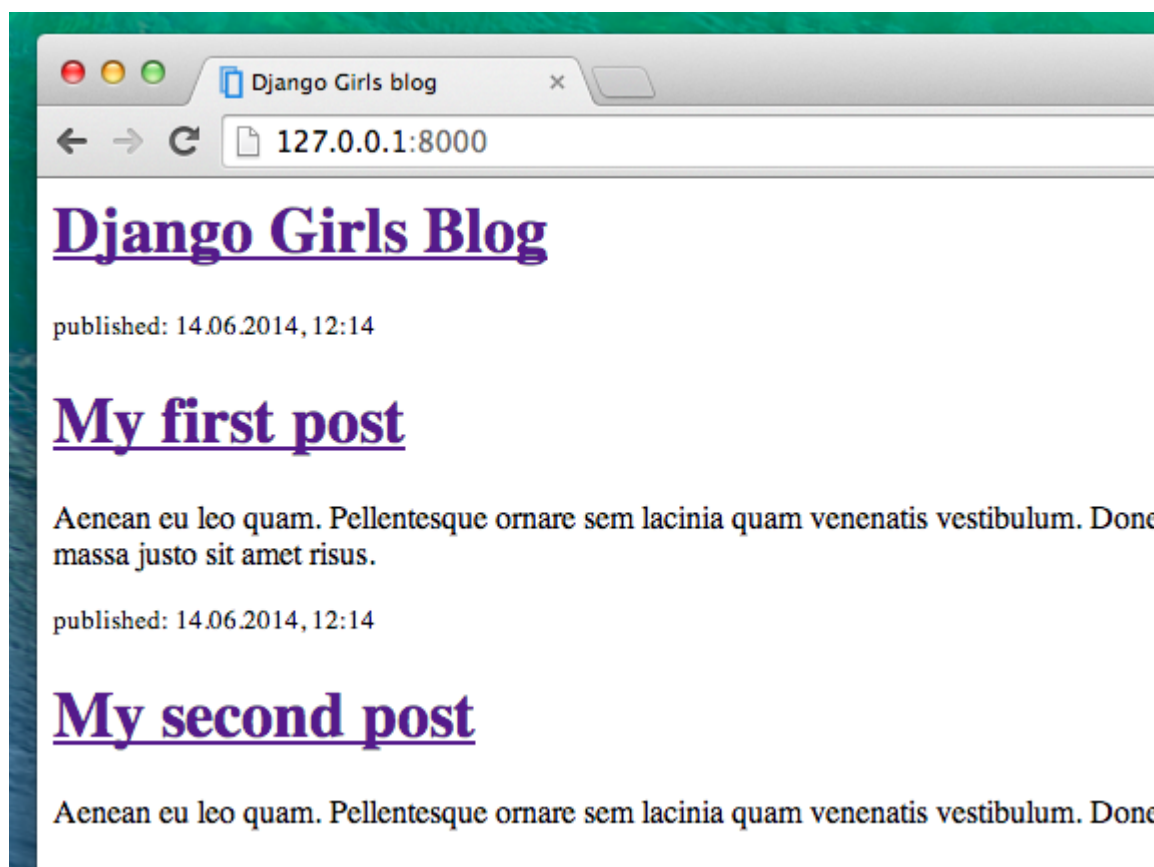 Django Girls blog
127.0.0.1:8000
Django Girls Blog
published: 14.06.2014, 12:14
My first post
Aenean eu leo quam. Pellentesque ornare sem lacinia quam venenatis vestibulum. Done
massa justo sit amet risus.
published: 14.06.2014, 12:14
My second post
Aenean eu leo quam. Pellentesque ornare sem lacinia quam venenatis vestibulum. Done